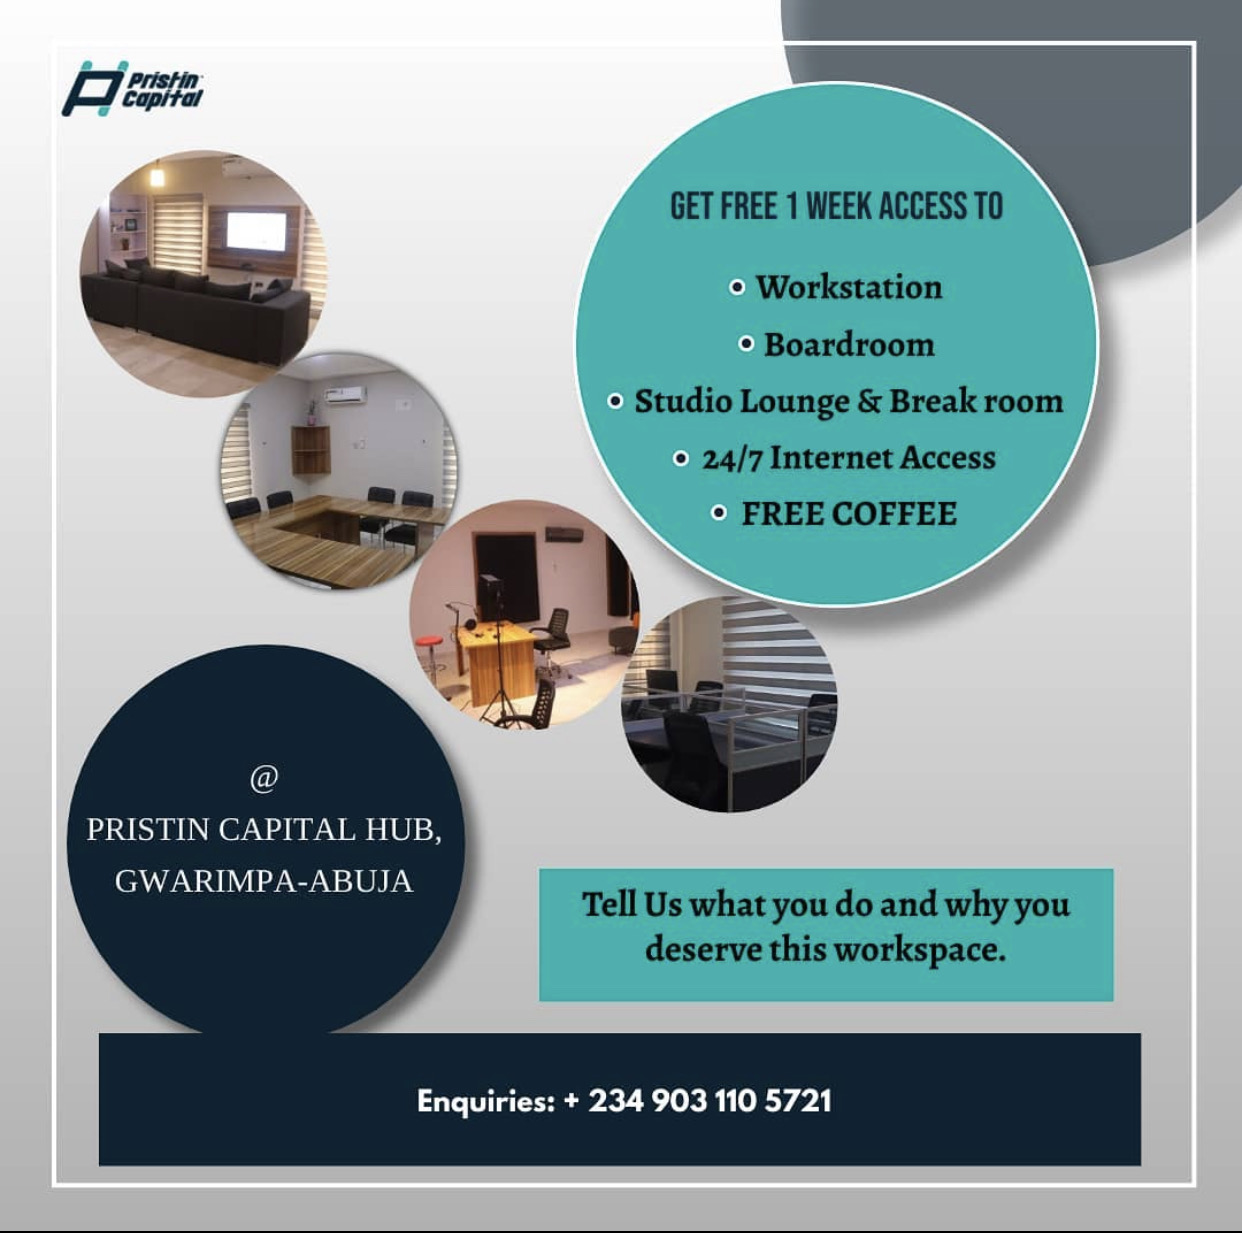 Pristin
Capital
GET FREE 1 WEEK ACCESS TO
Workstation
Boardroom
Studio Lounge & Break room
24/7 Internet Access
FREE COFFEE
@
PRISTIN CAPITAL HUB,
GWARIMPA-ABUJA
Tell Us what you do and why you
deserve this workspace.
Enquiries: + 234 903 110 5721